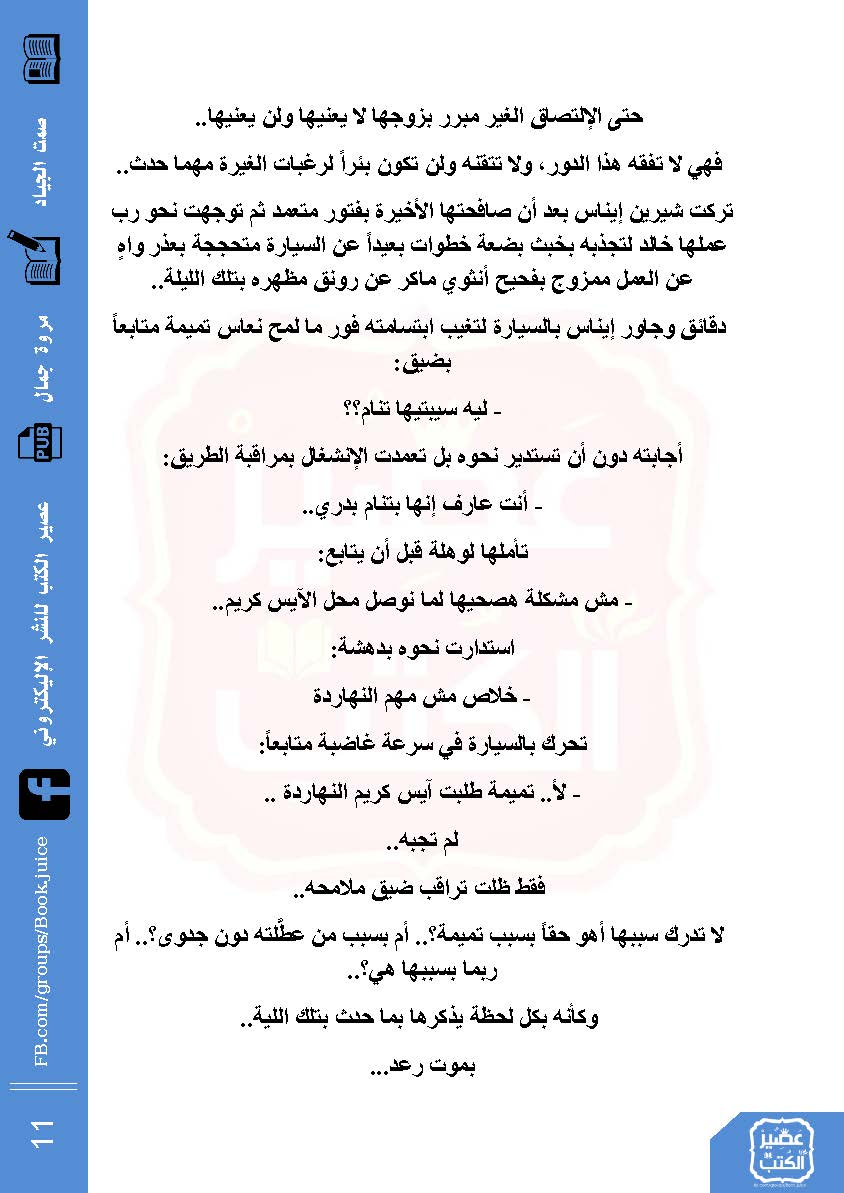 حتى الإلتصاق الغير مبرر بزوجها لا يعنيها ولن يعنيها..
فهي لا تفقه هذا الدور، ولا تتقنه ولن تكون بئراً لرغبات الغيرة مهما حدث..
تركت شيرين إيناس بعد أن صافحتها الأخيرة بفتور متعمد ثم توجهت نحو رب
عملها خالد لتجذبه بخبث بضعة خطوات بعيداً عن السيارة متحججة بعذر واهٍ
عن العمل ممزوج بفحيح أنثوي ماكر عن رونق مظهره بتلك الليلة..
دقائق وجاور إيناس بالسيارة لتغيب ابتسامته فور ما لمح نعاس تميمة متابعاً
بضيق:
- ليه سيبتيها تنام؟؟
أجابته دون أن تستدير نحوه بل تعمدت الإنشغال بمراقبة الطريق:
- أنت عارف إنها بتنام بدري..
تأملها لوهلة قبل أن يتابع:
- مش مشكلة هصحيها لما نوصل محل الآيس كريم..
استدارت نحوه بدهشة:
- خلاص مش مهم النهاردة
تحرك بالسيارة في سرعة غاضبة متابعاً:
- لأ.. تميمة طلبت آيس كريم النهاردة ..
لم تجبه..
فقط ظلت تراقب ضيق ملامحه..
لا تدرك سببها أهو حقاً بسبب تميمة؟.. أم بسبب من عطَّلته دون جدوى؟.. أم
ربما بسببها هي؟..
وكأنه بكل لحظة يذكرها بما حدث بتلك اللية..
بموت رعد...
صمت الجياد
مروة جمال
PUB
عصير الكتب للنشر الإليكتروني
FB.com/groups/Book.juice
11
عصير
الكتب